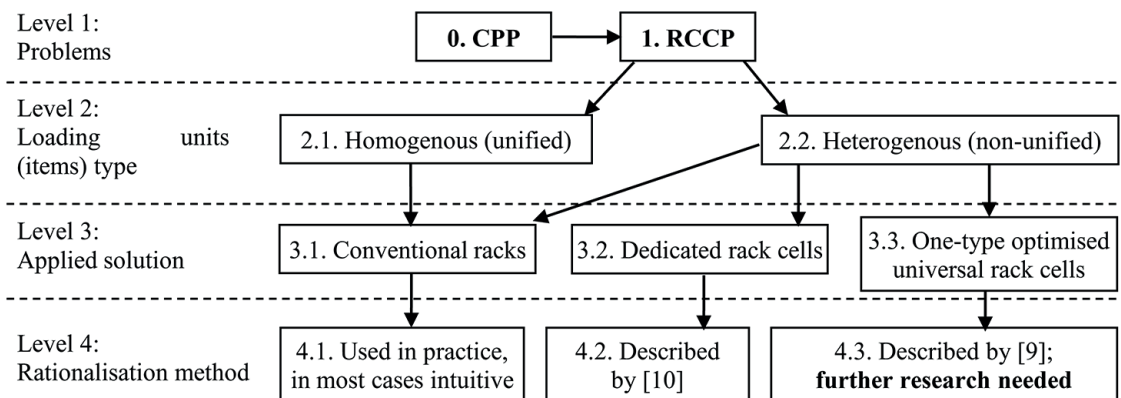 Level 1:
Problems
0. CPP
1. RCCP
Level 2:
Loading units
(items) type
2.1. Homogenous (unified)
2.2. Heterogenous (non-unified)
Level 3:
Applied solution
3.1. Conventional racks
3.2. Dedicated rack cells
3.3. One-type optimised
universal rack cells
Level 4:
Rationalisation method
4.1. Used in practice,
in most cases intuitive
4.2. Described
by [10]
4.3. Described by [9];
further research needed